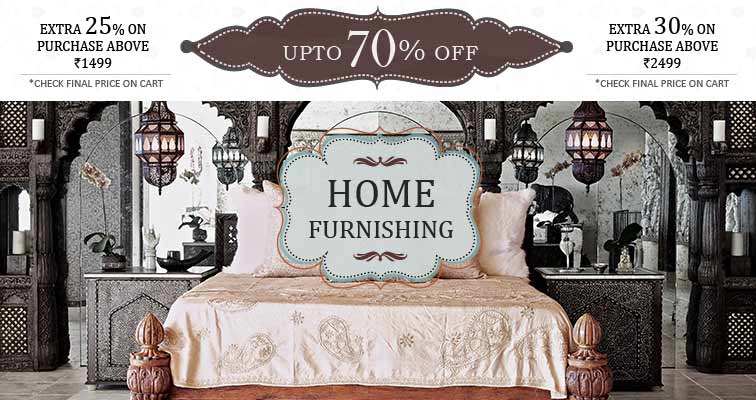 EXTRA 25% ON
PURCHASE ABOVE
₹1499
*CHECK FINAL PRICE ON CART
UPTO 70% OFF
EXTRA 30% ON
PURCHASE ABOVE
₹2499
*CHECK FINAL PRICE ON CART
HOME
FURNISHING